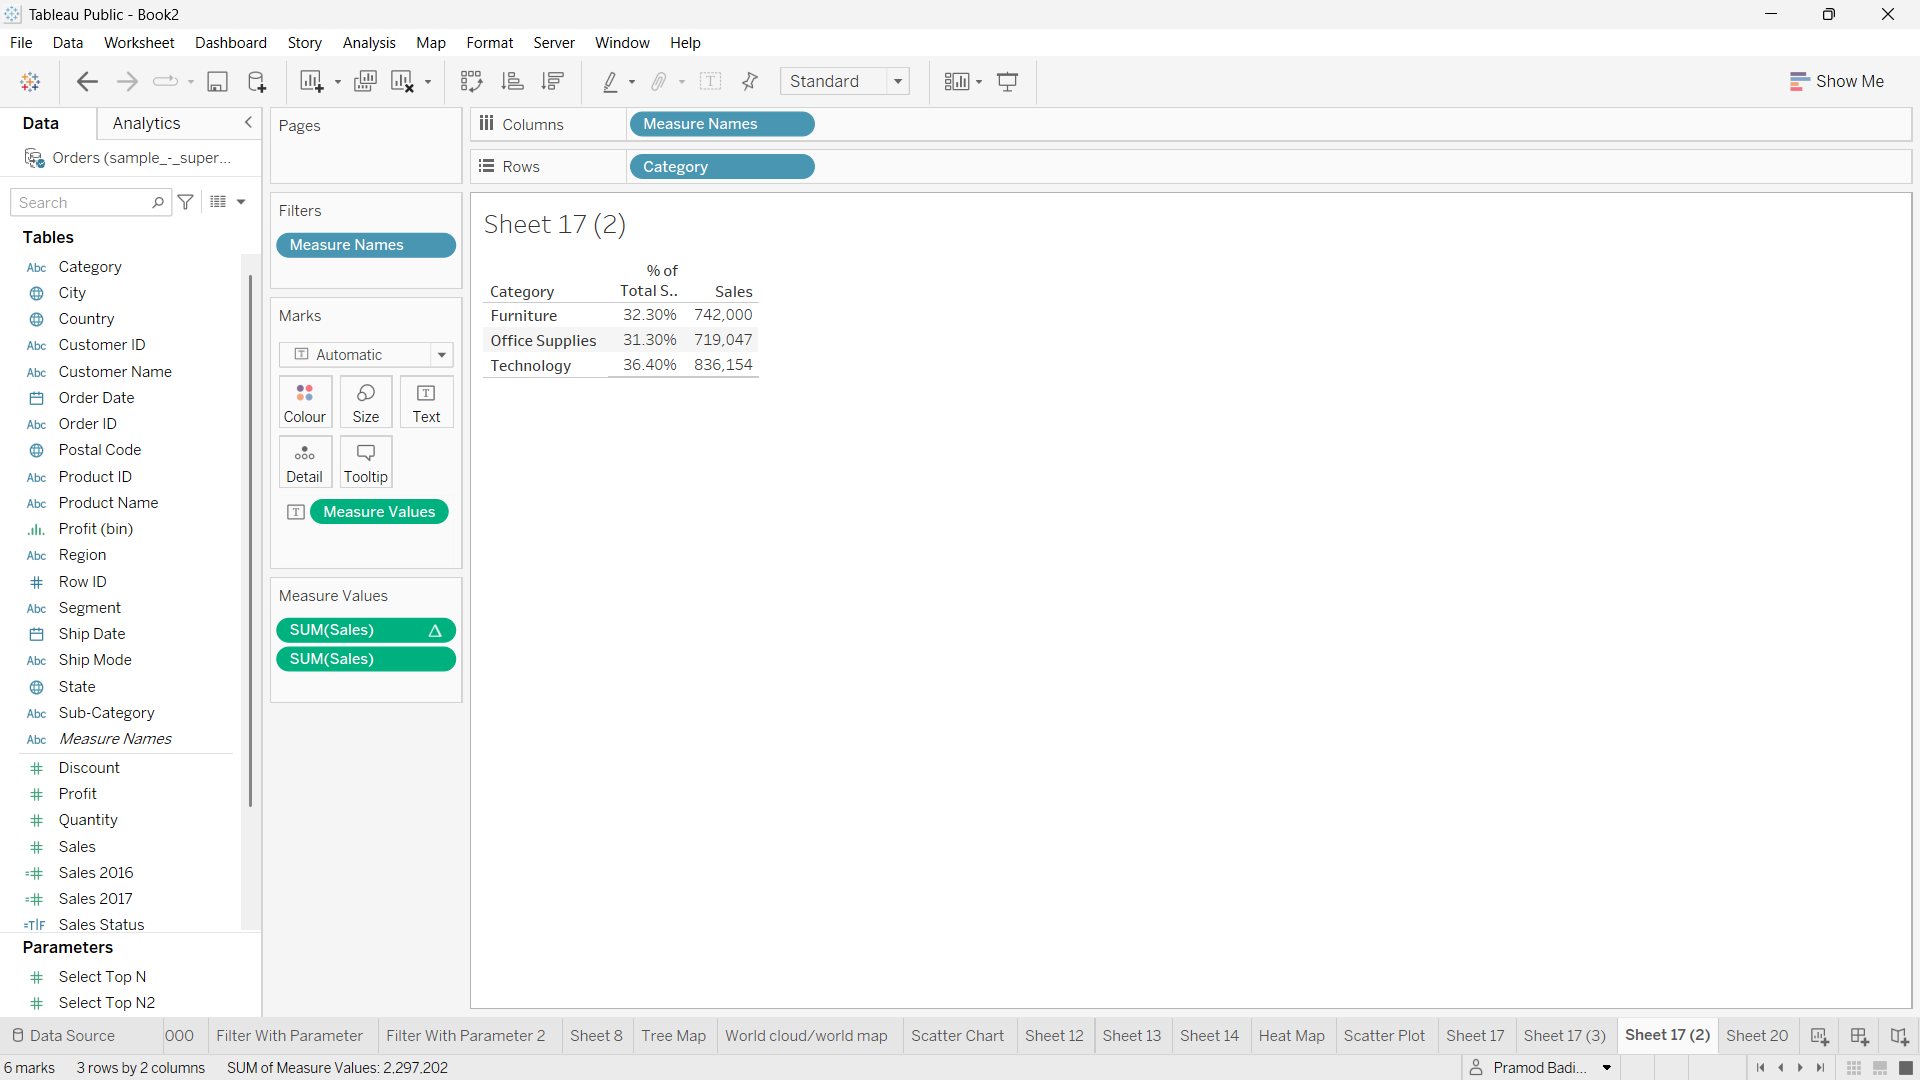 Tableau Public - Book2
File Data Worksheet Dashboard Story Analysis Map Format Server Window Help
Standard
Show Me
Data Analytics
Orders (sample_-_super...
Search
Tables
Abc Category
City
Country
Abc Customer ID
Abc Customer Name
Order Date
Abc Order ID
Postal Code
Abc Product ID
Abc Product Name
Profit (bin)
Abc Region
# Row ID
Abc Segment
Ship Date
Abc Ship Mode
State
Abc Sub-Category
Abc Measure Names
# Discount
# Profit
# Quantity
# Sales
=# Sales 2016
=# Sales 2017
=T|F Sales Status
Parameters
# Select Top N
# Select Top N2
Pages
Filters
Measure Names
Marks
T Automatic
Colour Size Text
Detail Tooltip
T Measure Values
Measure Values
SUM(Sales) △
SUM(Sales)
Columns Measure Names
Rows Category
Sheet 17 (2)
% of
Category Total S.. Sales
Furniture 32.30% 742,000
Office Supplies 31.30% 719,047
Technology 36.40% 836,154
Data Source 000 Filter With Parameter Filter With Parameter 2 Sheet 8 Tree Map World cloud/world map Scatter Chart Sheet 12 Sheet 13 Sheet 14 Heat Map Scatter Plot Sheet 17 Sheet 17 (3) Sheet 17 (2) Sheet 20
6 marks 3 rows by 2 columns SUM of Measure Values: 2,297,202 Pramod Badi...